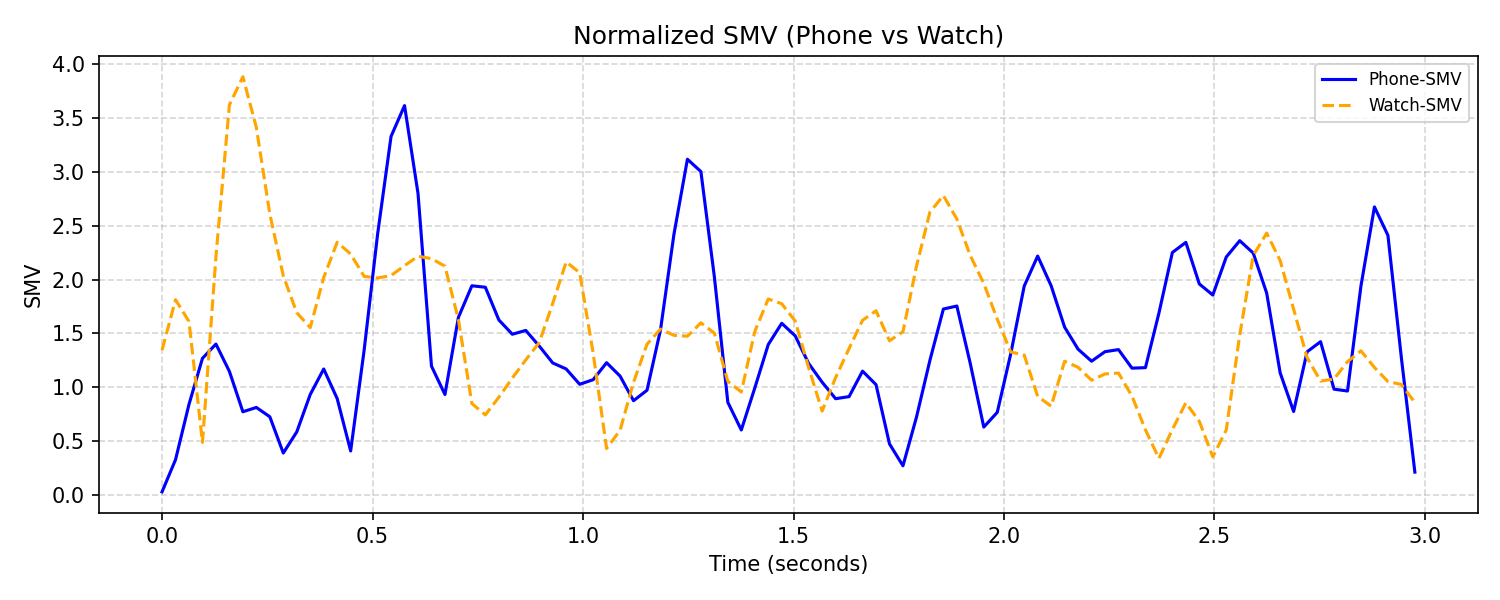 Normalized SMV (Phone vs Watch)
Phone-SMV
Watch-SMV
4.0
3.5
3.0
2.5
2.0
1.5
1.0
0.5
0.0
SMV
0.0 0.5 1.0 1.5 2.0 2.5 3.0
Time (seconds)